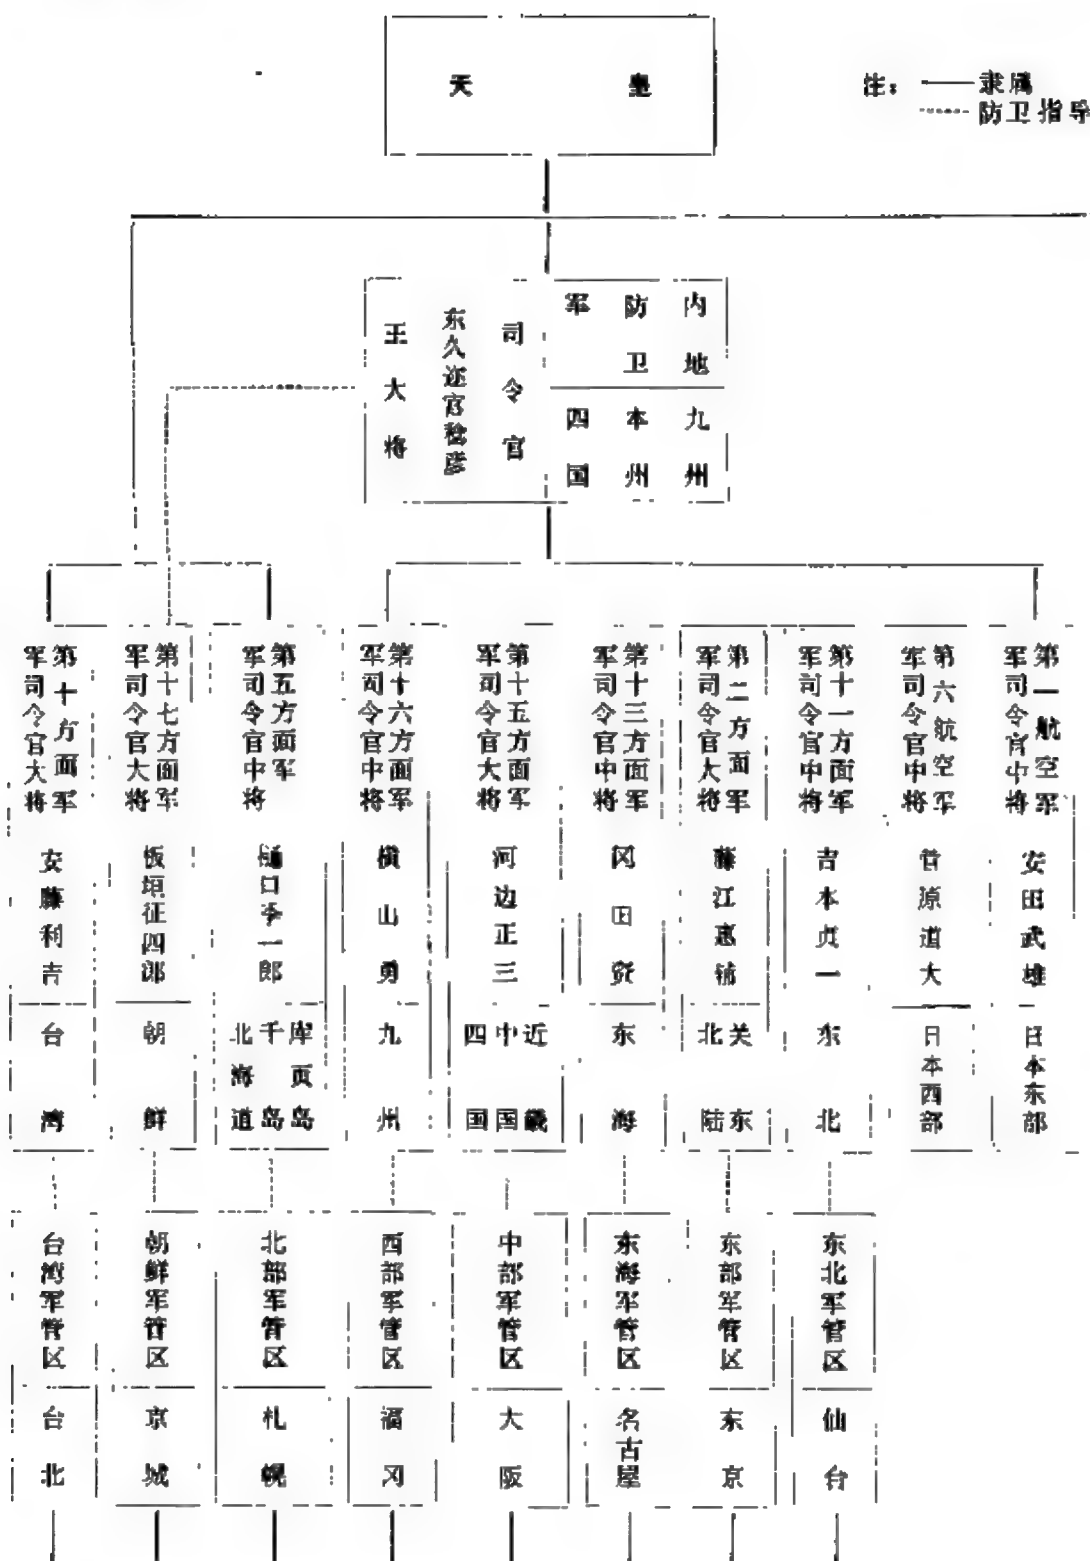 天皇
注：——隶属
防卫指导
内地
防卫
军
九州
本州
四国
司令官
东久迩宫稔彦
王大将
第十方面军
军司令官大将
安藤利吉
台湾
第十七方面军
军司令官大将
板垣征四郎
朝鲜
第五方面军
军司令官中将
樋口季一郎
库页岛
千岛
北海道
第十六方面军
军司令官中将
横山勇
九州
第十五方面军
军司令官大将
河边正三
近畿
中国
四国
第十三方面军
军司令官中将
冈田资
东海
第二方面军
军司令官大将
藤江惠辅
关东
北陆
第十一方面军
军司令官中将
吉本贞一
东北
第六航空军
军司令官中将
菅原道大
日本西部
第一航空军
军司令官中将
安田武雄
日本东部
台湾军管区
台北
朝鲜军管区
京城
北部军管区
札幌
西部军管区
福冈
中部军管区
大阪
东海军管区
名古屋
东部军管区
东京
东北军管区
仙台